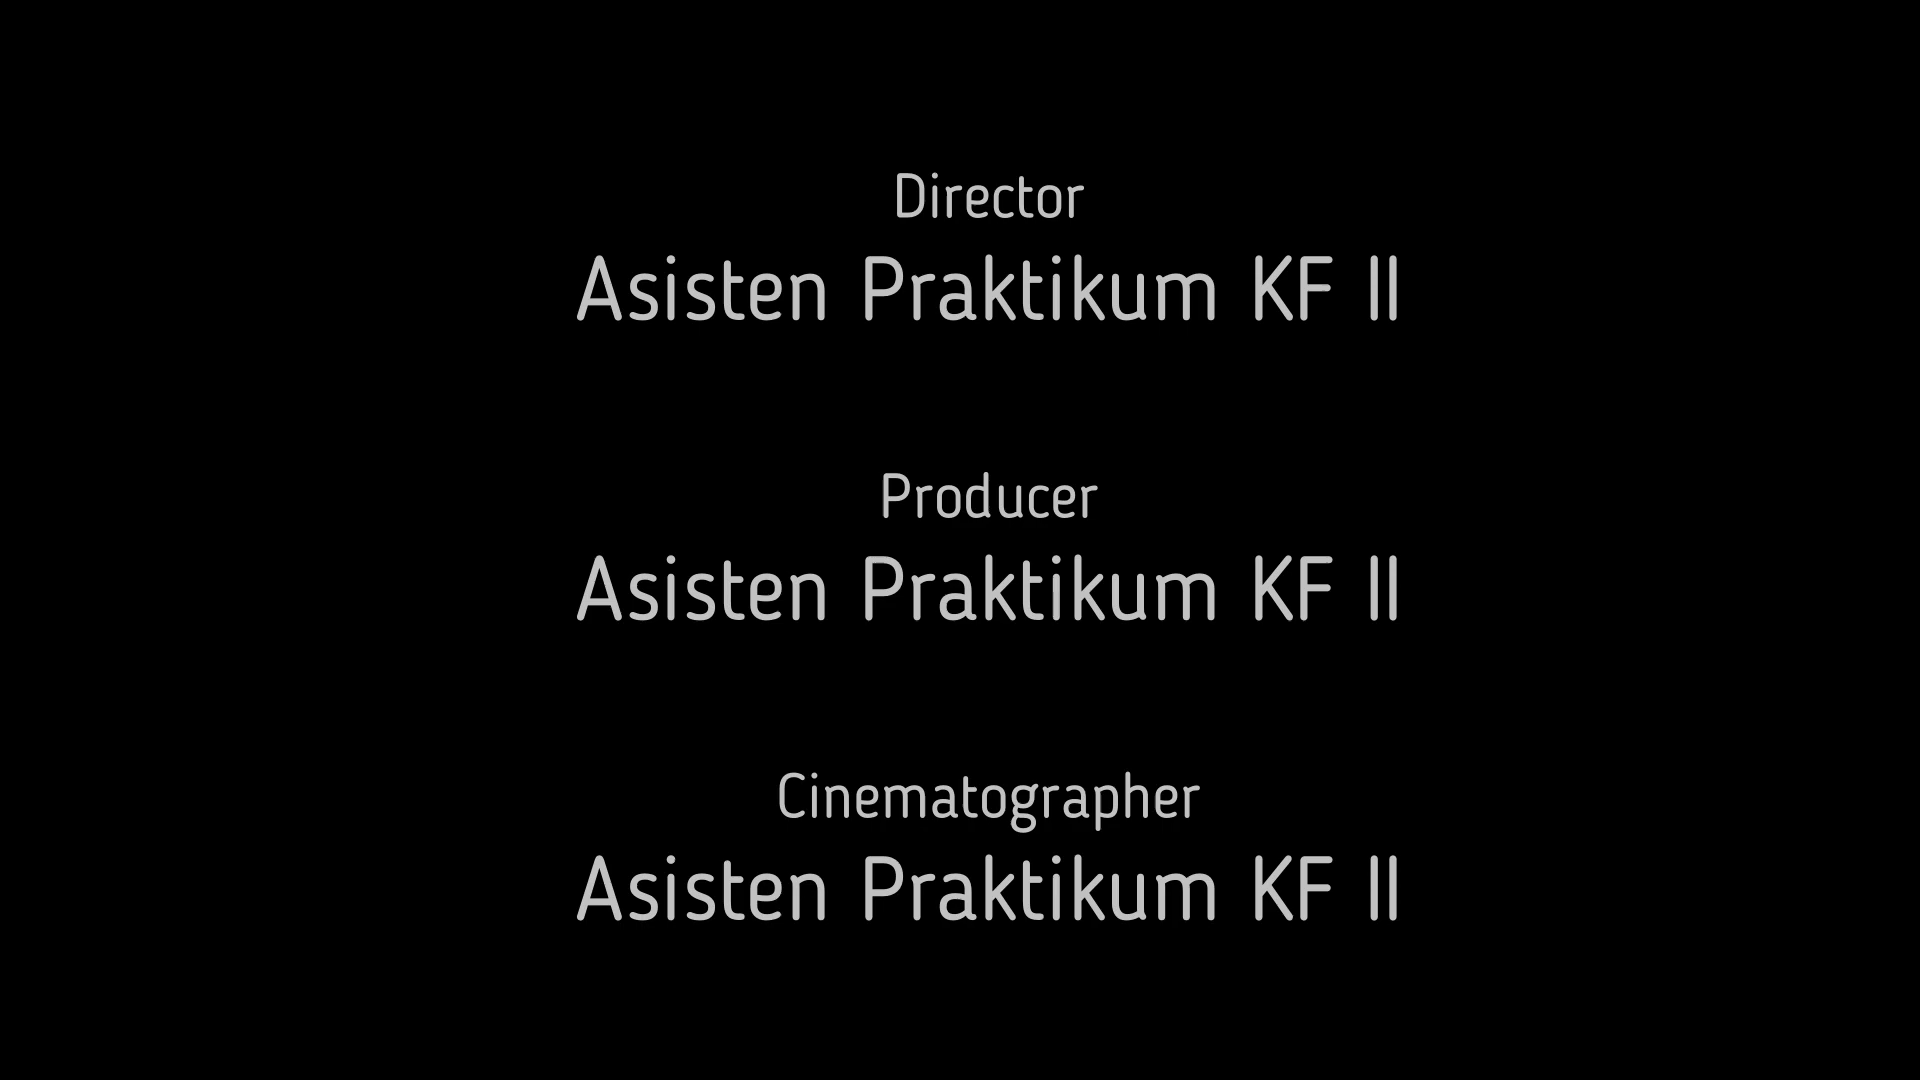 Director
Asisten Praktikum KF II
Producer
Asisten Praktikum KF II
Cinematographer
Asisten Praktikum KF II